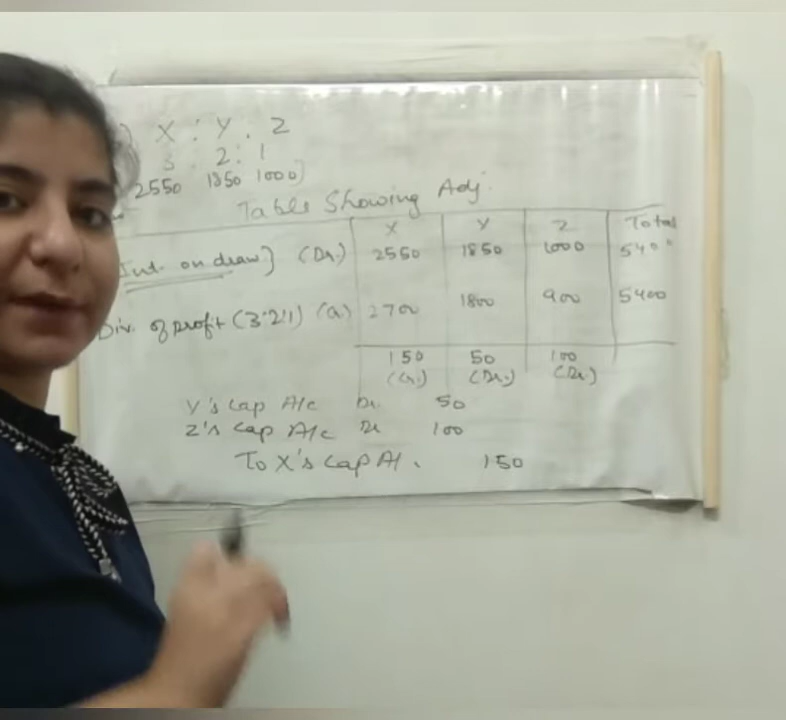 X : Y : Z
3 : 2 : 1
2550 1850 1000)
Table Showing Adj.
X Y Z Total
Int. on draw] (Dr.) 2550 1850 1000 5400
Div. of profit (3:2:1) (Cr.) 2700 1800 900 5400
150 50 100
(Cr.) (Dr.) (Dr.)
Y's Cap A/c Dr. 50
Z's Cap A/c Dr 100
To X's Cap A/. 150